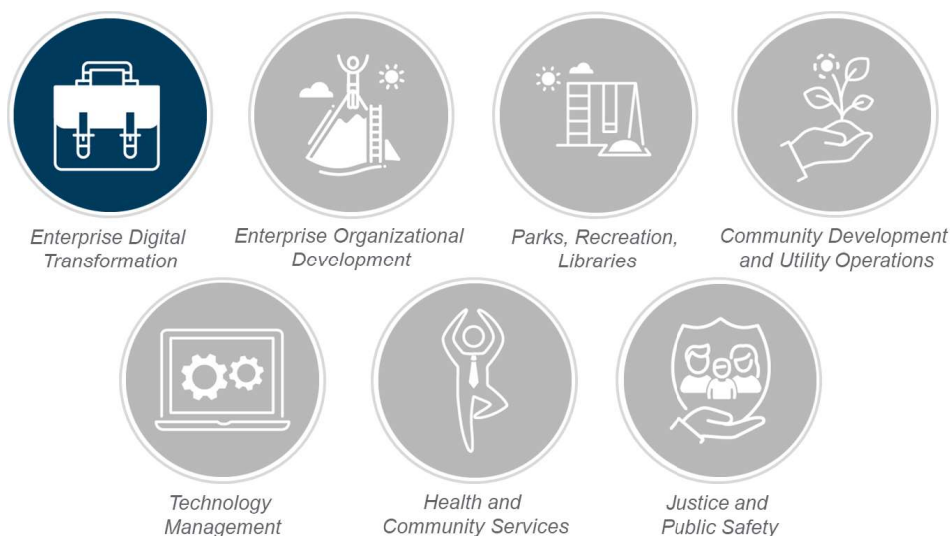 Enterprise Digital
Transformation
Enterprise Organizational
Development
Parks, Recreation,
Libraries
Community Development
and Utility Operations
Technology
Management
Health and
Community Services
Justice and
Public Safety